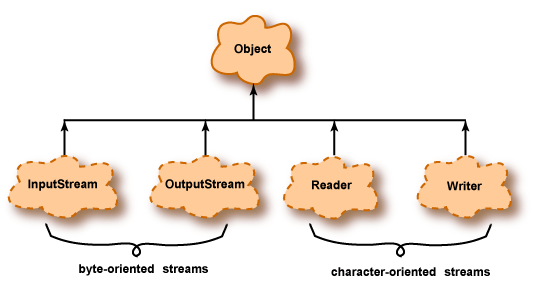 Object
InputStream
OutputStream
Reader
Writer
byte-oriented streams
character-oriented streams